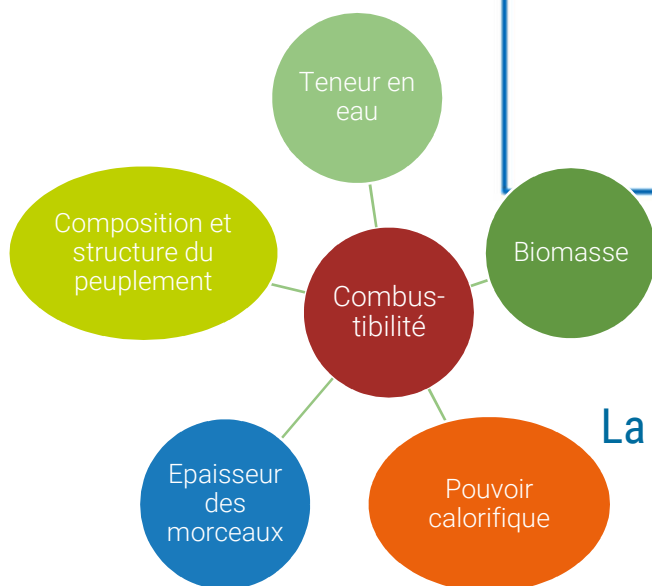 Teneur en
eau
Composition et
structure du
peuplement
Biomasse
Combus-
tibilité
La
Epaisseur
des
morceaux
Pouvoir
calorifique